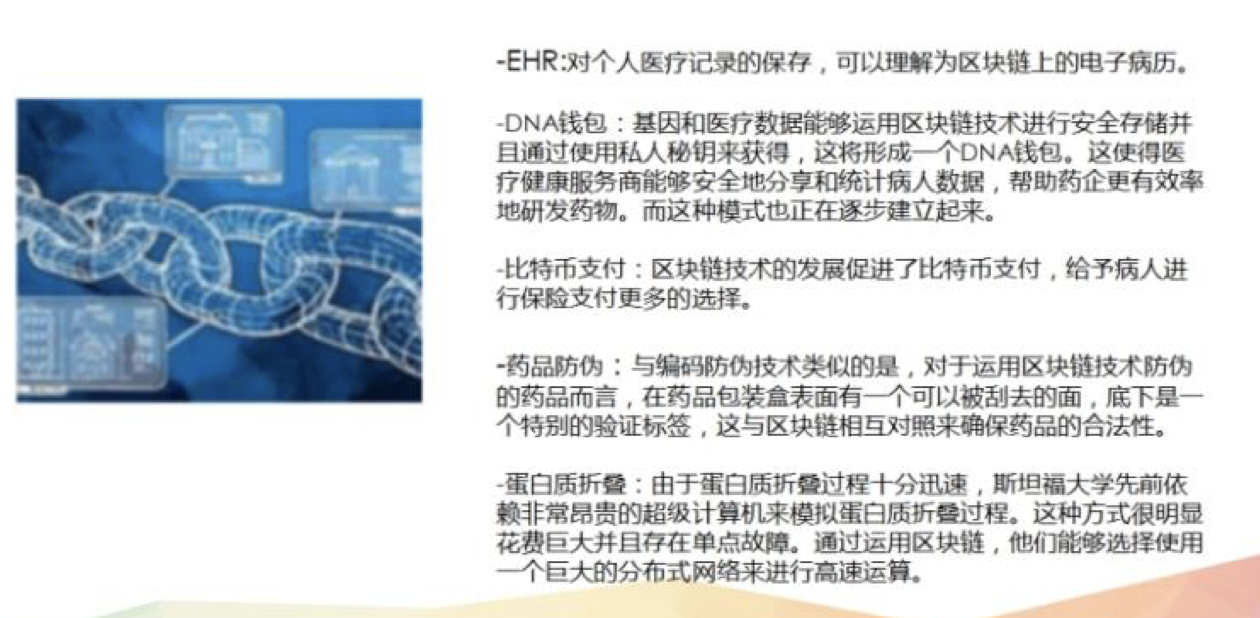 -EHR:对个人医疗记录的保存，可以理解为区块链上的电子病历。
-DNA钱包：基因和医疗数据能够运用区块链技术进行安全存储并
且通过使用私人秘钥来获得，这将形成一个DNA钱包。这使得医
疗健康服务商能够安全地分享和统计病人数据，帮助药企更有效率
地研发药物。而这种模式也正在逐步建立起来。
-比特币支付：区块链技术的发展促进了比特币支付，给予病人进
行保险支付更多的选择。
-药品防伪：与编码防伪技术类似的是，对于运用区块链技术防伪
的药品而言，在药品包装盒表面有一个可以被刮去的面，底下是一
个特别的验证标签，这与区块链相互对照来确保药品的合法性。
-蛋白质折叠：由于蛋白质折叠过程十分迅速，斯坦福大学先前依
赖非常昂贵的超级计算机来模拟蛋白质折叠过程。这种方式很明显
花费巨大并且存在单点故障。通过运用区块链，他们能够选择使用
一个巨大的分布式网络来进行高速运算。